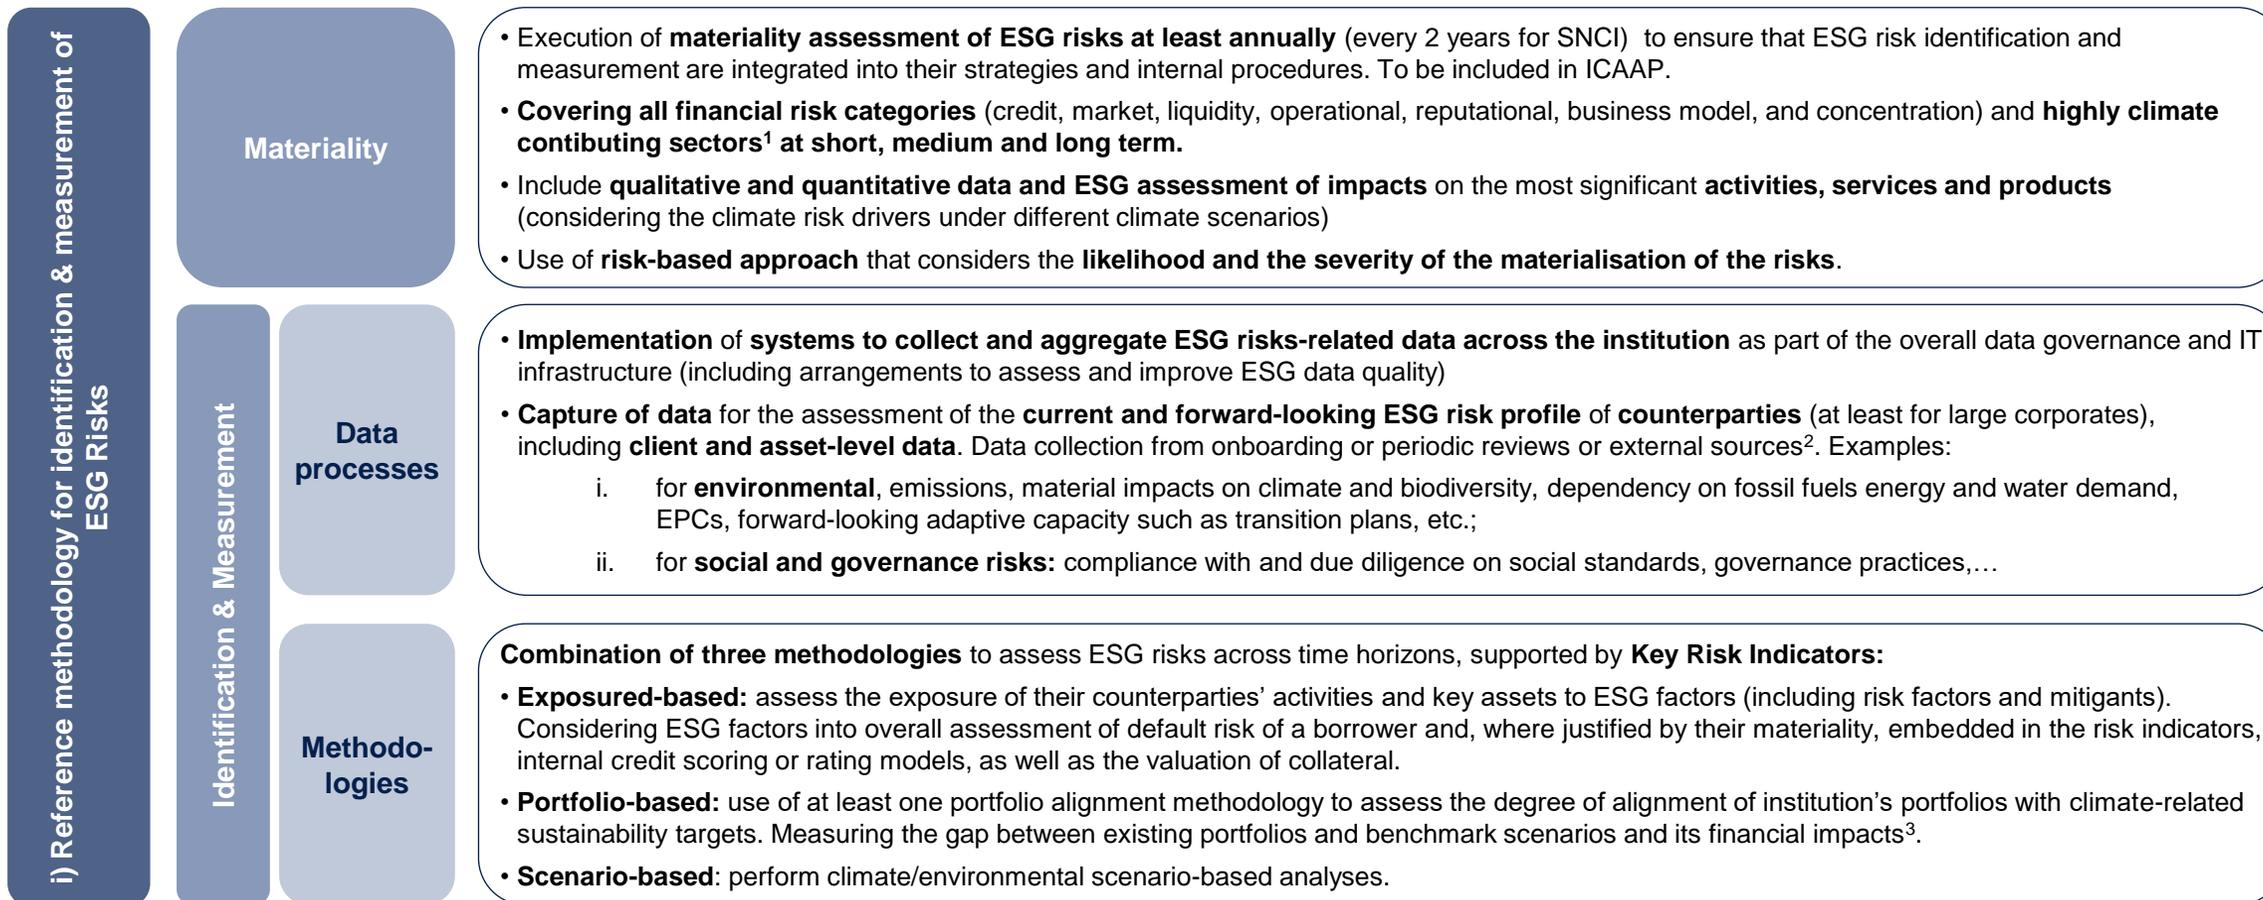 i) Reference methodology for identification & measurement of
ESG Risks
Materiality
• Execution of materiality assessment of ESG risks at least annually (every 2 years for SNCI)  to ensure that ESG risk identification and
measurement are integrated into their strategies and internal procedures. To be included in ICAAP.
• Covering all financial risk categories (credit, market, liquidity, operational, reputational, business model, and concentration) and highly climate
contibuting sectors¹ at short, medium and long term.
• Include qualitative and quantitative data and ESG assessment of impacts on the most significant activities, services and products
(considering the climate risk drivers under different climate scenarios)
• Use of risk-based approach that considers the likelihood and the severity of the materialisation of the risks.
Identification & Measurement
Data
processes
• Implementation of systems to collect and aggregate ESG risks-related data across the institution as part of the overall data governance and IT
infrastructure (including arrangements to assess and improve ESG data quality)
• Capture of data for the assessment of the current and forward-looking ESG risk profile of counterparties (at least for large corporates),
including client and asset-level data. Data collection from onboarding or periodic reviews or external sources². Examples:
i. for environmental, emissions, material impacts on climate and biodiversity, dependency on fossil fuels energy and water demand,
EPCs, forward-looking adaptive capacity such as transition plans, etc.;
ii. for social and governance risks: compliance with and due diligence on social standards, governance practices,…
Methodo-
logies
Combination of three methodologies to assess ESG risks across time horizons, supported by Key Risk Indicators:
• Exposured-based: assess the exposure of their counterparties’ activities and key assets to ESG factors (including risk factors and mitigants).
Considering ESG factors into overall assessment of default risk of a borrower and, where justified by their materiality, embedded in the risk indicators,
internal credit scoring or rating models, as well as the valuation of collateral.
• Portfolio-based: use of at least one portfolio alignment methodology to assess the degree of alignment of institution’s portfolios with climate-related
sustainability targets. Measuring the gap between existing portfolios and benchmark scenarios and its financial impacts³.
• Scenario-based: perform climate/environmental scenario-based analyses.